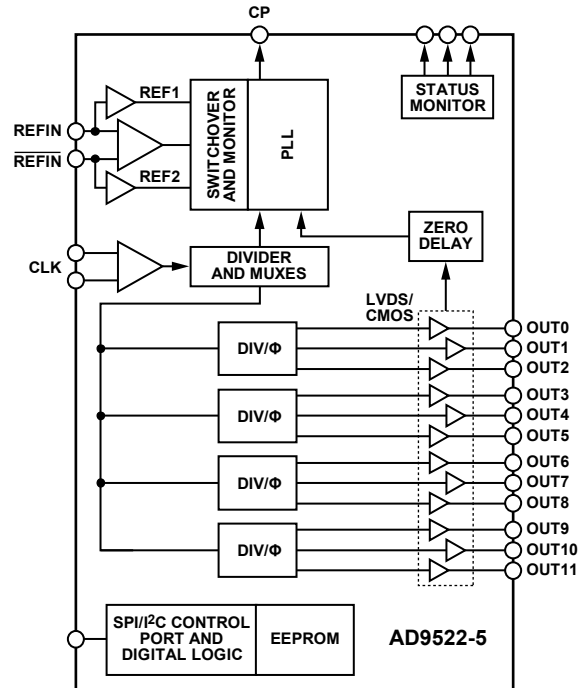 CP
REFIN
REFIN
REF1
REF2
SWITCHOVER
AND MONITOR
PLL
STATUS
MONITOR
CLK
DIVIDER
AND MUXES
ZERO
DELAY
LVDS/
CMOS
DIV/Φ
OUT0
OUT1
OUT2
DIV/Φ
OUT3
OUT4
OUT5
DIV/Φ
OUT6
OUT7
OUT8
DIV/Φ
OUT9
OUT10
OUT11
SPI/I²C CONTROL
PORT AND
DIGITAL LOGIC
EEPROM
AD9522-5